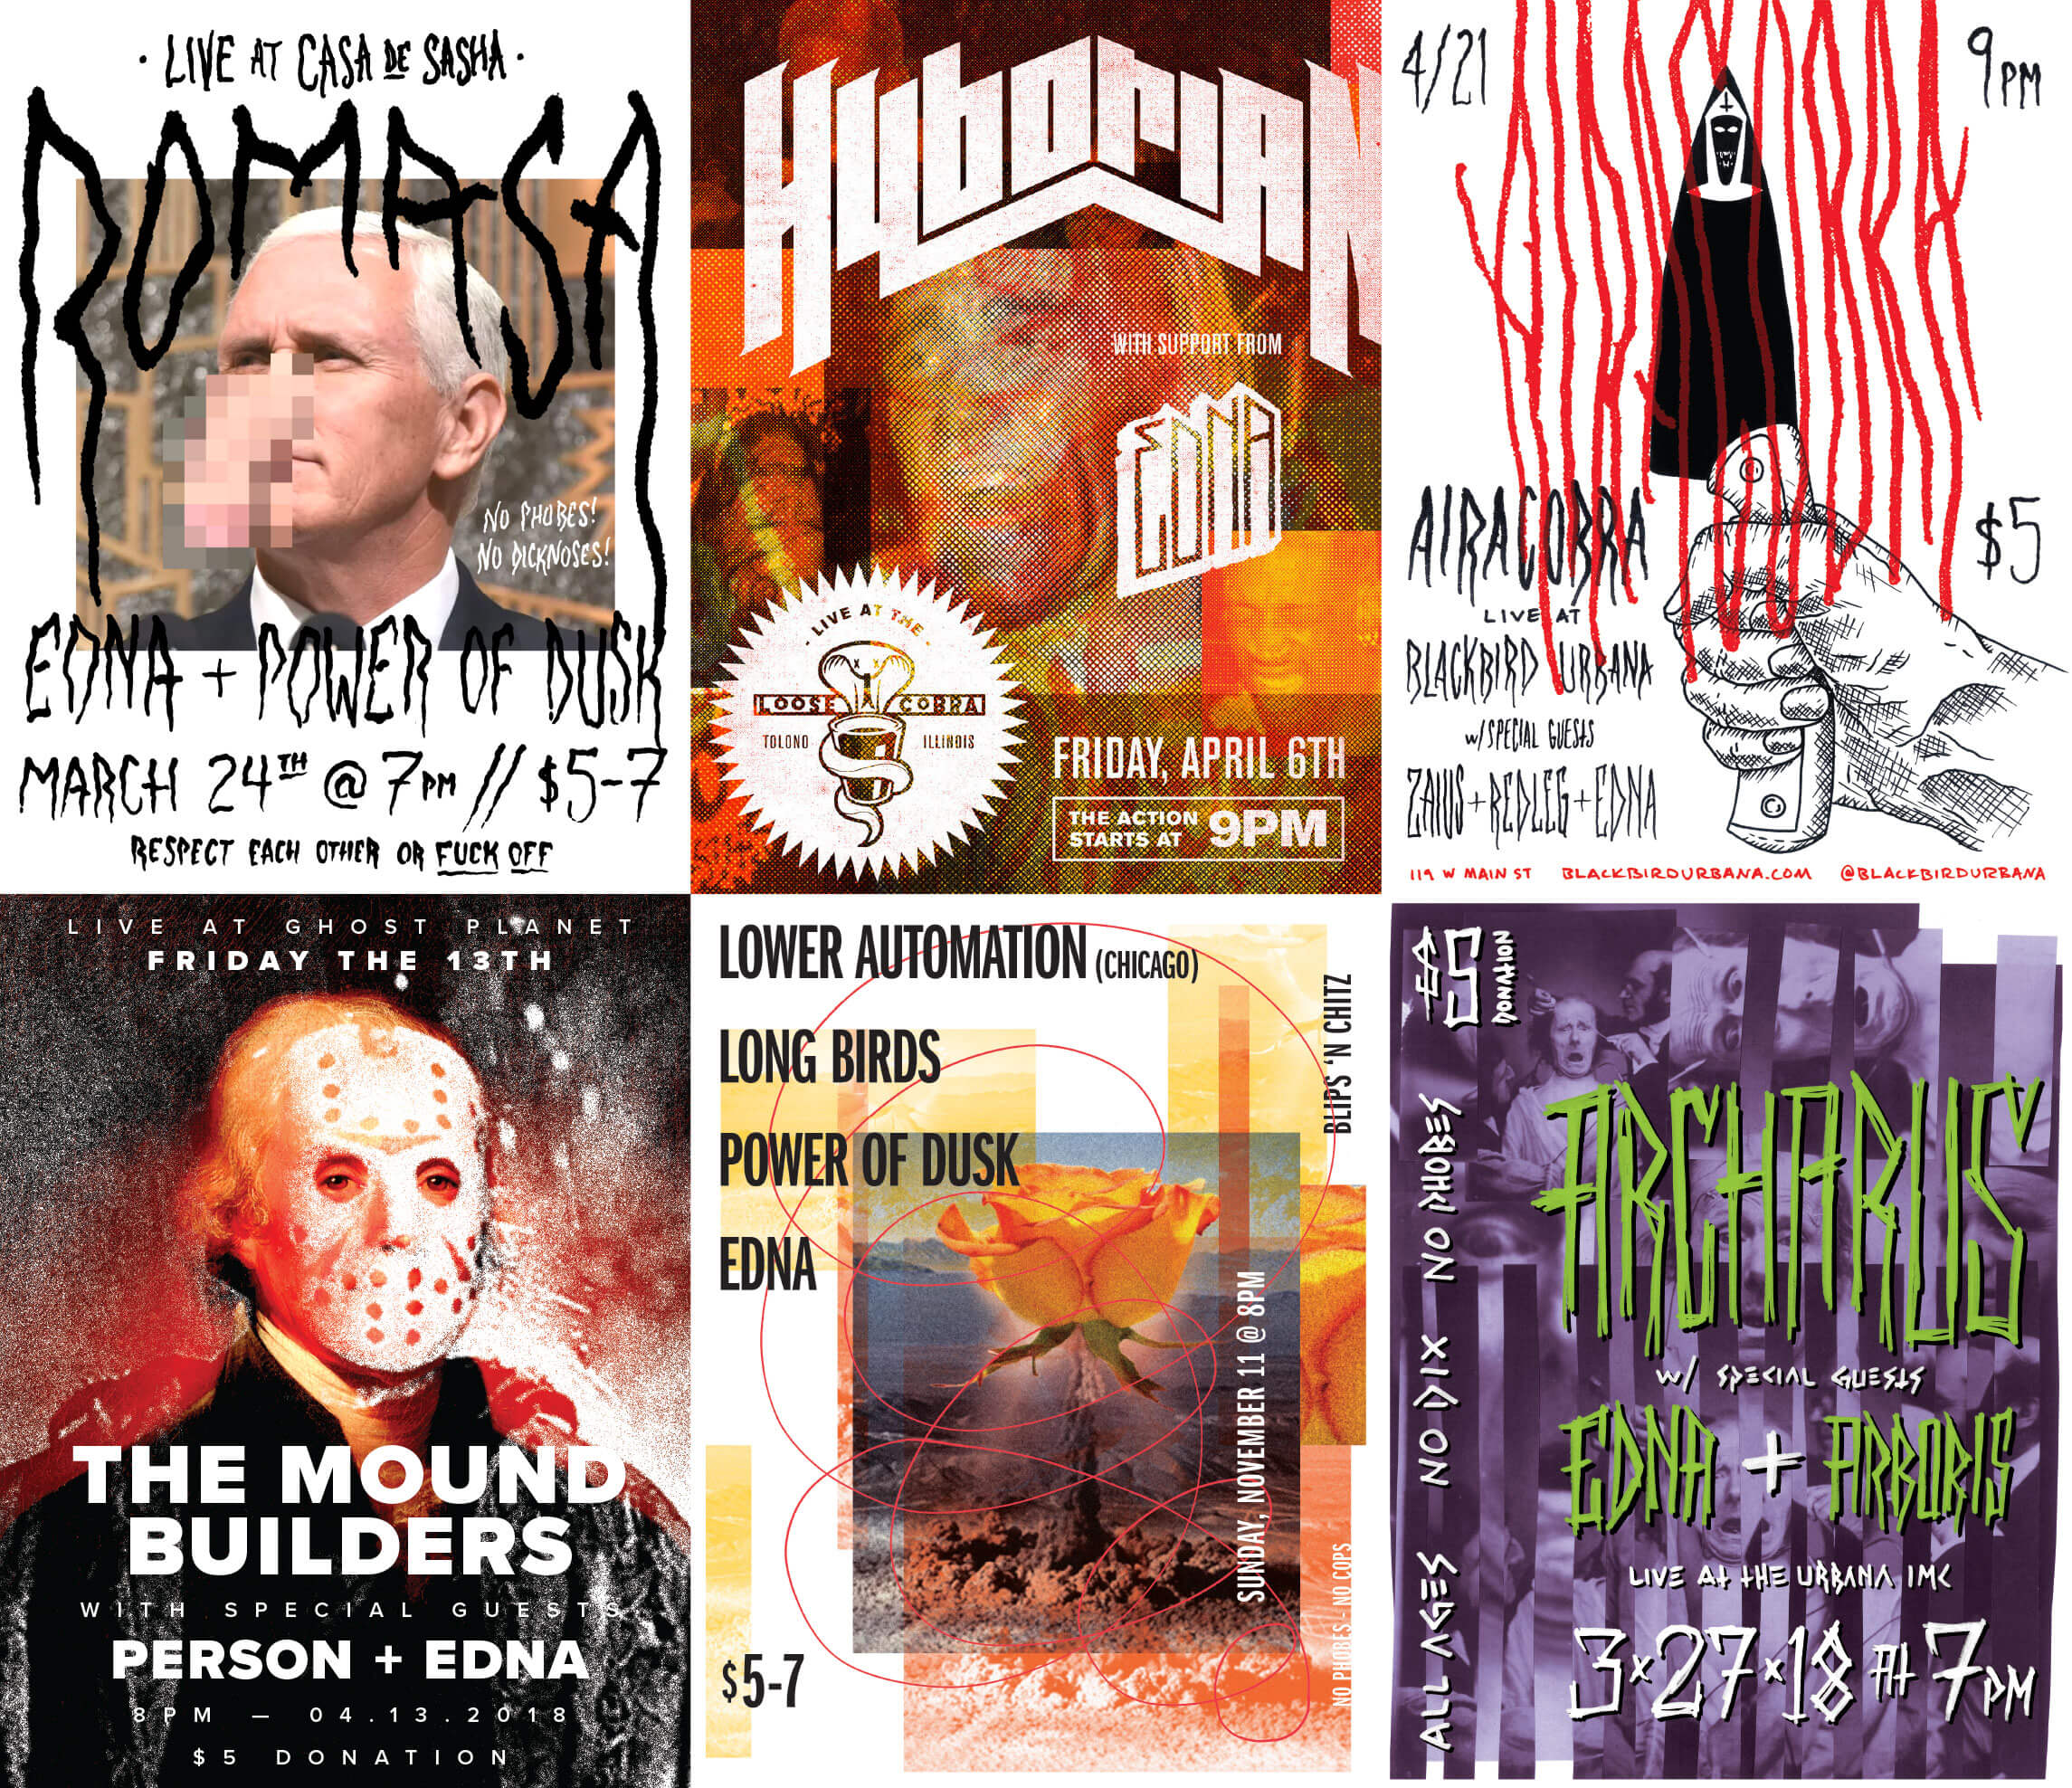 · LIVE AT CASA DE SASHA ·
ROMASA
NO PHOBES!
NO DICKNOSES!
EDNA + POWER OF DUSK
MARCH 24TH @ 7PM // $5-7
RESPECT EACH OTHER OR FUCK OFF
HYBORIAN
WITH SUPPORT FROM
EDNA
- LIVE AT THE -
LOOSE COBRA
TOLONO ILLINOIS
FRIDAY, APRIL 6TH
THE ACTION
STARTS AT 9PM
4/21
9PM
AIRACOBRA
$5
AIRACOBRA
LIVE AT
BLACKBIRD URBANA
W/ SPECIAL GUESTS
ZAIUS + REDLEG + EDNA
119 W MAIN ST BLACKBIRDURBANA.COM @BLACKBIRDURBANA
LIVE AT GHOST PLANET
FRIDAY THE 13TH
THE MOUND
BUILDERS
WITH SPECIAL GUESTS
PERSON + EDNA
8PM — 04.13.2018
$5 DONATION
LOWER AUTOMATION (CHICAGO)
LONG BIRDS
POWER OF DUSK
EDNA
BLIPS 'N CHITZ
SUNDAY, NOVEMBER 11 @ 8PM
NO PHOBES - NO COPS
$5-7
$5
DONATION
ALL AGES NO DIX NO PHOBES
ARCHARUS
W/ SPECIAL GUESTS
EDNA + ARBORIS
LIVE AT THE URBANA IMC
3×27×18 AT 7PM